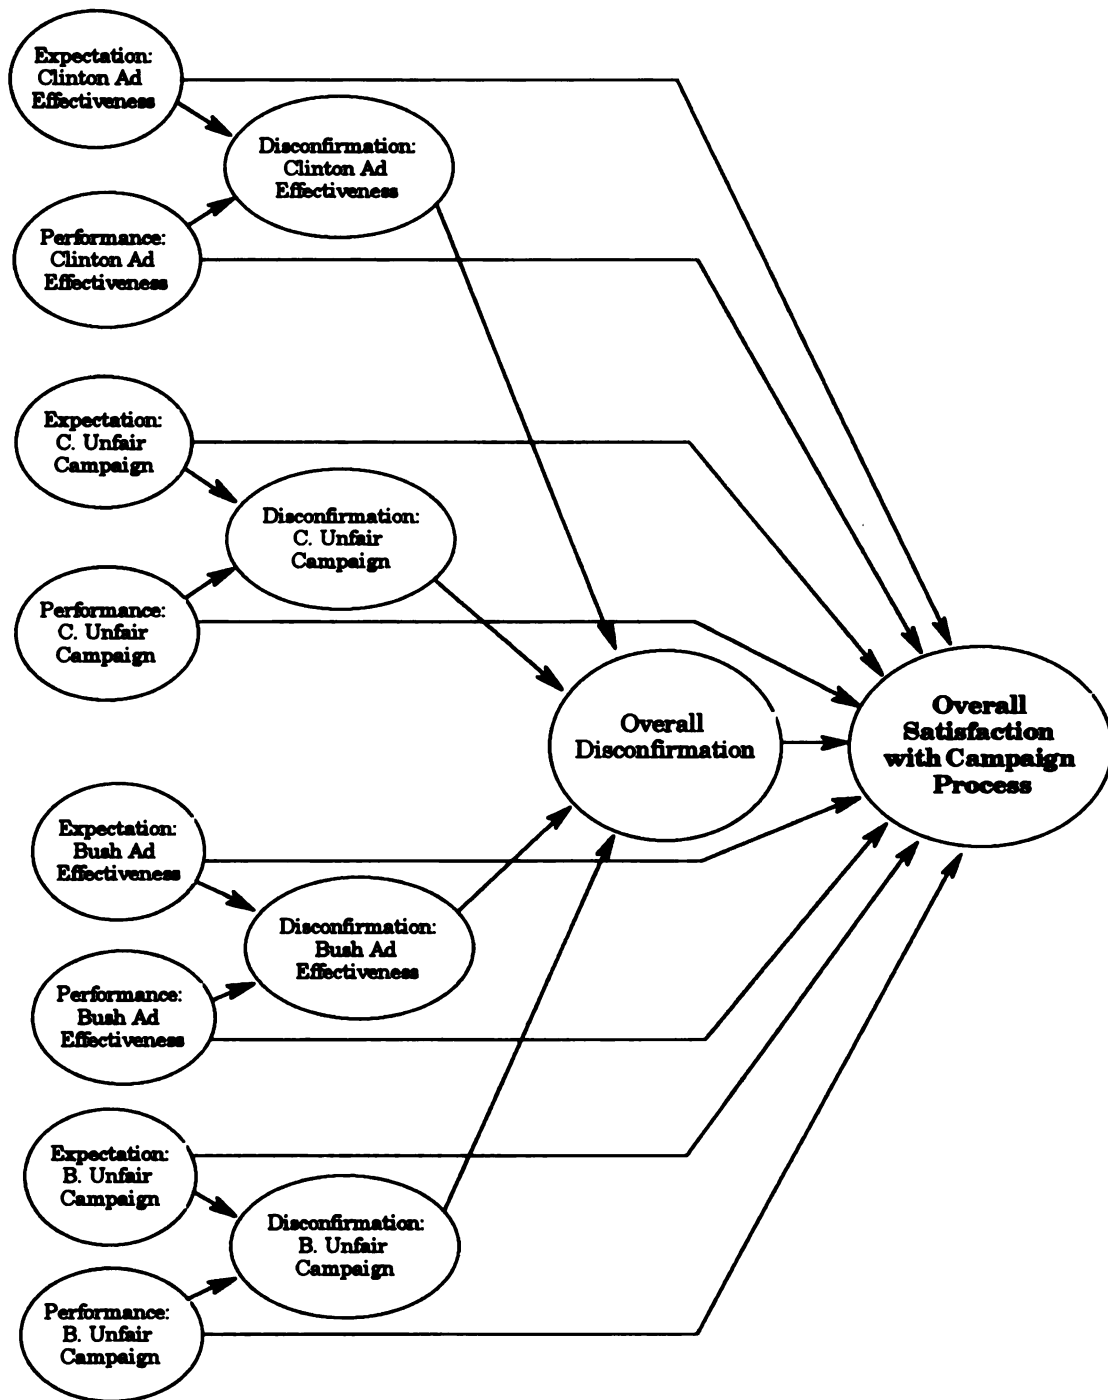 Expectation:
Clinton Ad
Effectiveness
Disconfirmation:
Clinton Ad
Effectiveness
Performance:
Clinton Ad
Effectiveness
Expectation:
C. Unfair
Campaign
Disconfirmation:
C. Unfair
Campaign
Performance:
C. Unfair
Campaign
Overall
Disconfirmation
Overall
Satisfaction
with Campaign
Process
Expectation:
Bush Ad
Effectiveness
Disconfirmation:
Bush Ad
Effectiveness
Performance:
Bush Ad
Effectiveness
Expectation:
B. Unfair
Campaign
Disconfirmation:
B. Unfair
Campaign
Performance:
B. Unfair
Campaign